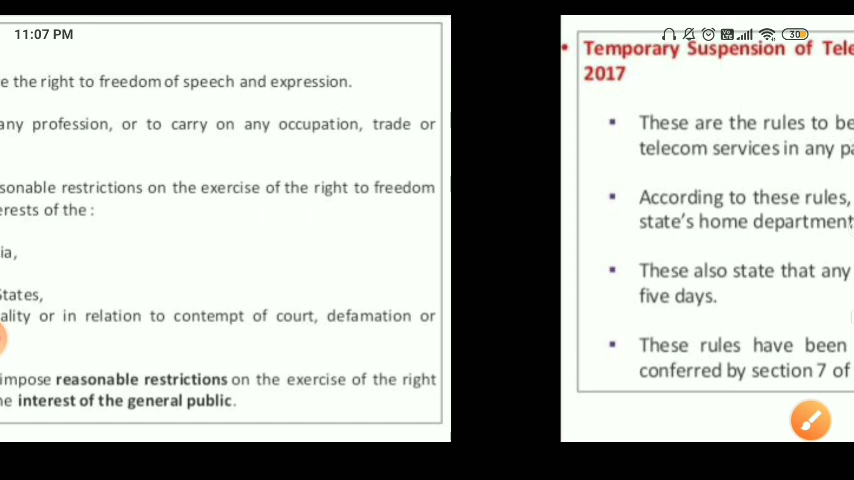 11:07 PM
30
e the right to freedom of speech and expression.
any profession, or to carry on any occupation, trade or
sonable restrictions on the exercise of the right to freedom
erests of the :
ia,
States,
ality or in relation to contempt of court, defamation or
impose reasonable restrictions on the exercise of the right
ne interest of the general public.
• Temporary Suspension of Tele
2017
▪ These are the rules to be
telecom services in any pa
▪ According to these rules,
state's home department
▪ These also state that any
five days.
▪ These rules have been
conferred by section 7 of